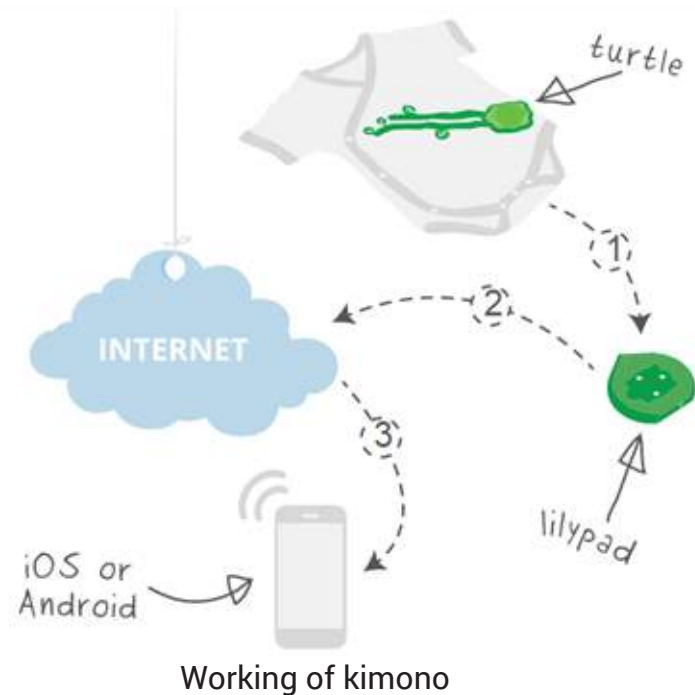 turtle
1
2
INTERNET
3
lilypad
iOS or
Android
Working of kimono